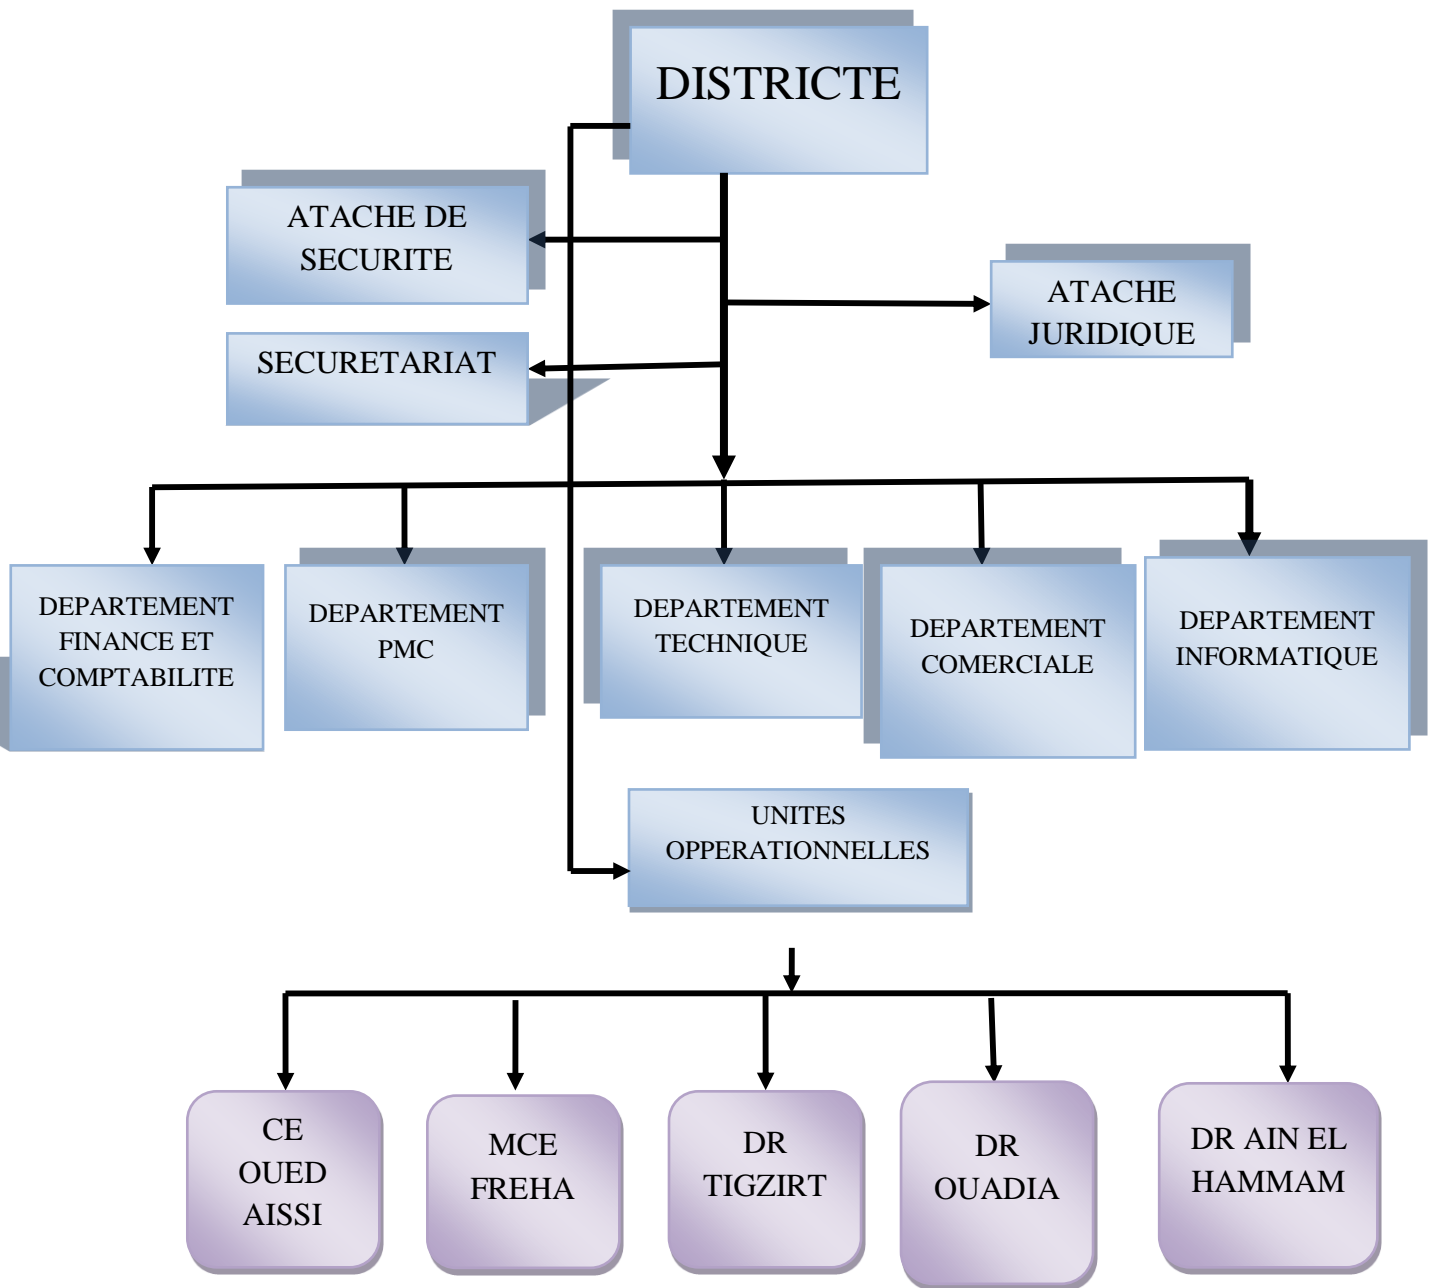 DISTRICTE
ATACHE DE
SECURITE
ATACHE
JURIDIQUE
SECURETARIAT
DEPARTEMENT
FINANCE ET
COMPTABILITE
DEPARTEMENT
PMC
DEPARTEMENT
TECHNIQUE
DEPARTEMENT
COMERCIALE
DEPARTEMENT
INFORMATIQUE
UNITES
OPPERATIONNELLES
CE
OUED
AISSI
MCE
FREHA
DR
TIGZIRT
DR
OUADIA
DR AIN EL
HAMMAM